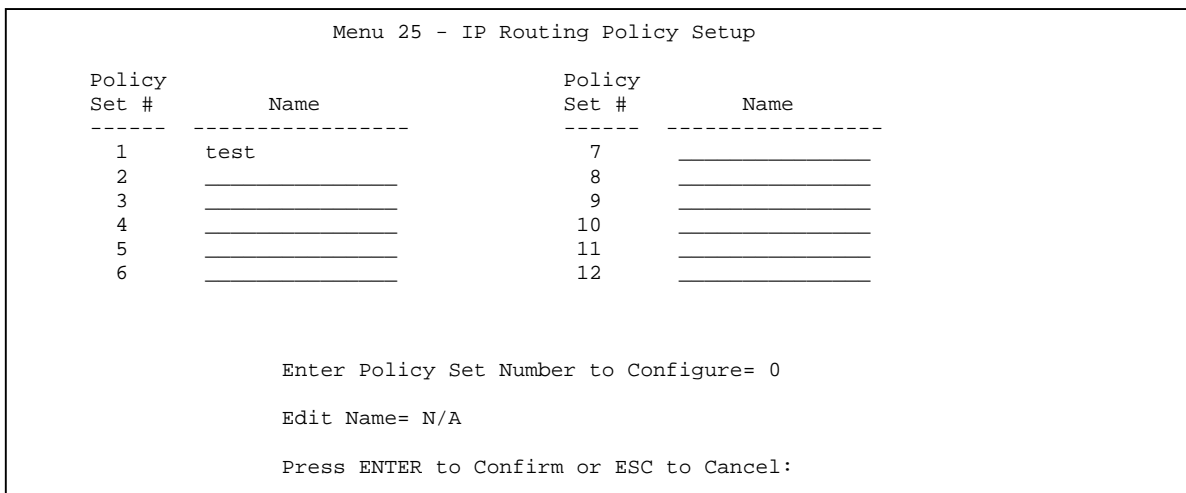 Menu 25 - IP Routing Policy Setup
Policy                                Policy
Set #       Name                      Set #       Name
------ -----------------              ------ -----------------
1     test                            7     _______________
2     _______________                 8     _______________
3     _______________                 9     _______________
4     _______________                 10    _______________
5     _______________                 11    _______________
6     _______________                 12    _______________
Enter Policy Set Number to Configure= 0
Edit Name= N/A
Press ENTER to Confirm or ESC to Cancel: